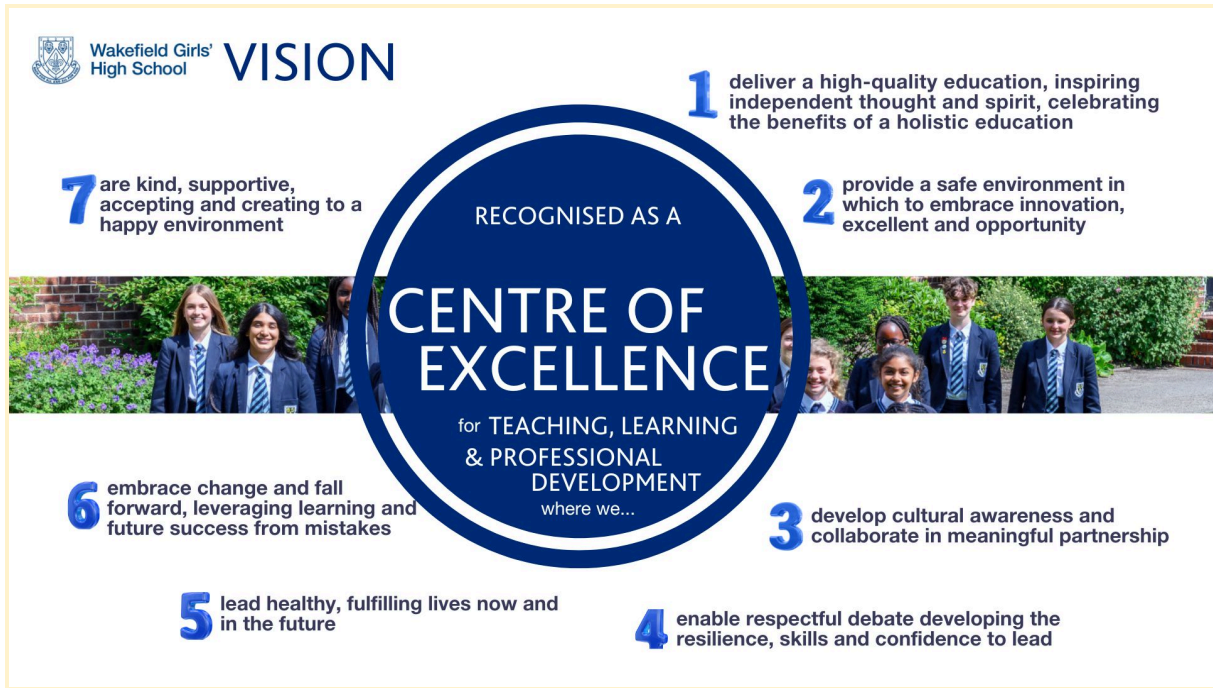 Wakefield Girls'
High School
VISION
RECOGNISED AS A
CENTRE OF
EXCELLENCE
for TEACHING, LEARNING
& PROFESSIONAL
DEVELOPMENT
where we...
1
deliver a high-quality education, inspiring
independent thought and spirit, celebrating
the benefits of a holistic education
2
provide a safe environment in
which to embrace innovation,
excellent and opportunity
3
develop cultural awareness and
collaborate in meaningful partnership
4
enable respectful debate developing the
resilience, skills and confidence to lead
5
lead healthy, fulfilling lives now and
in the future
6
embrace change and fall
forward, leveraging learning and
future success from mistakes
7
are kind, supportive,
accepting and creating to a
happy environment